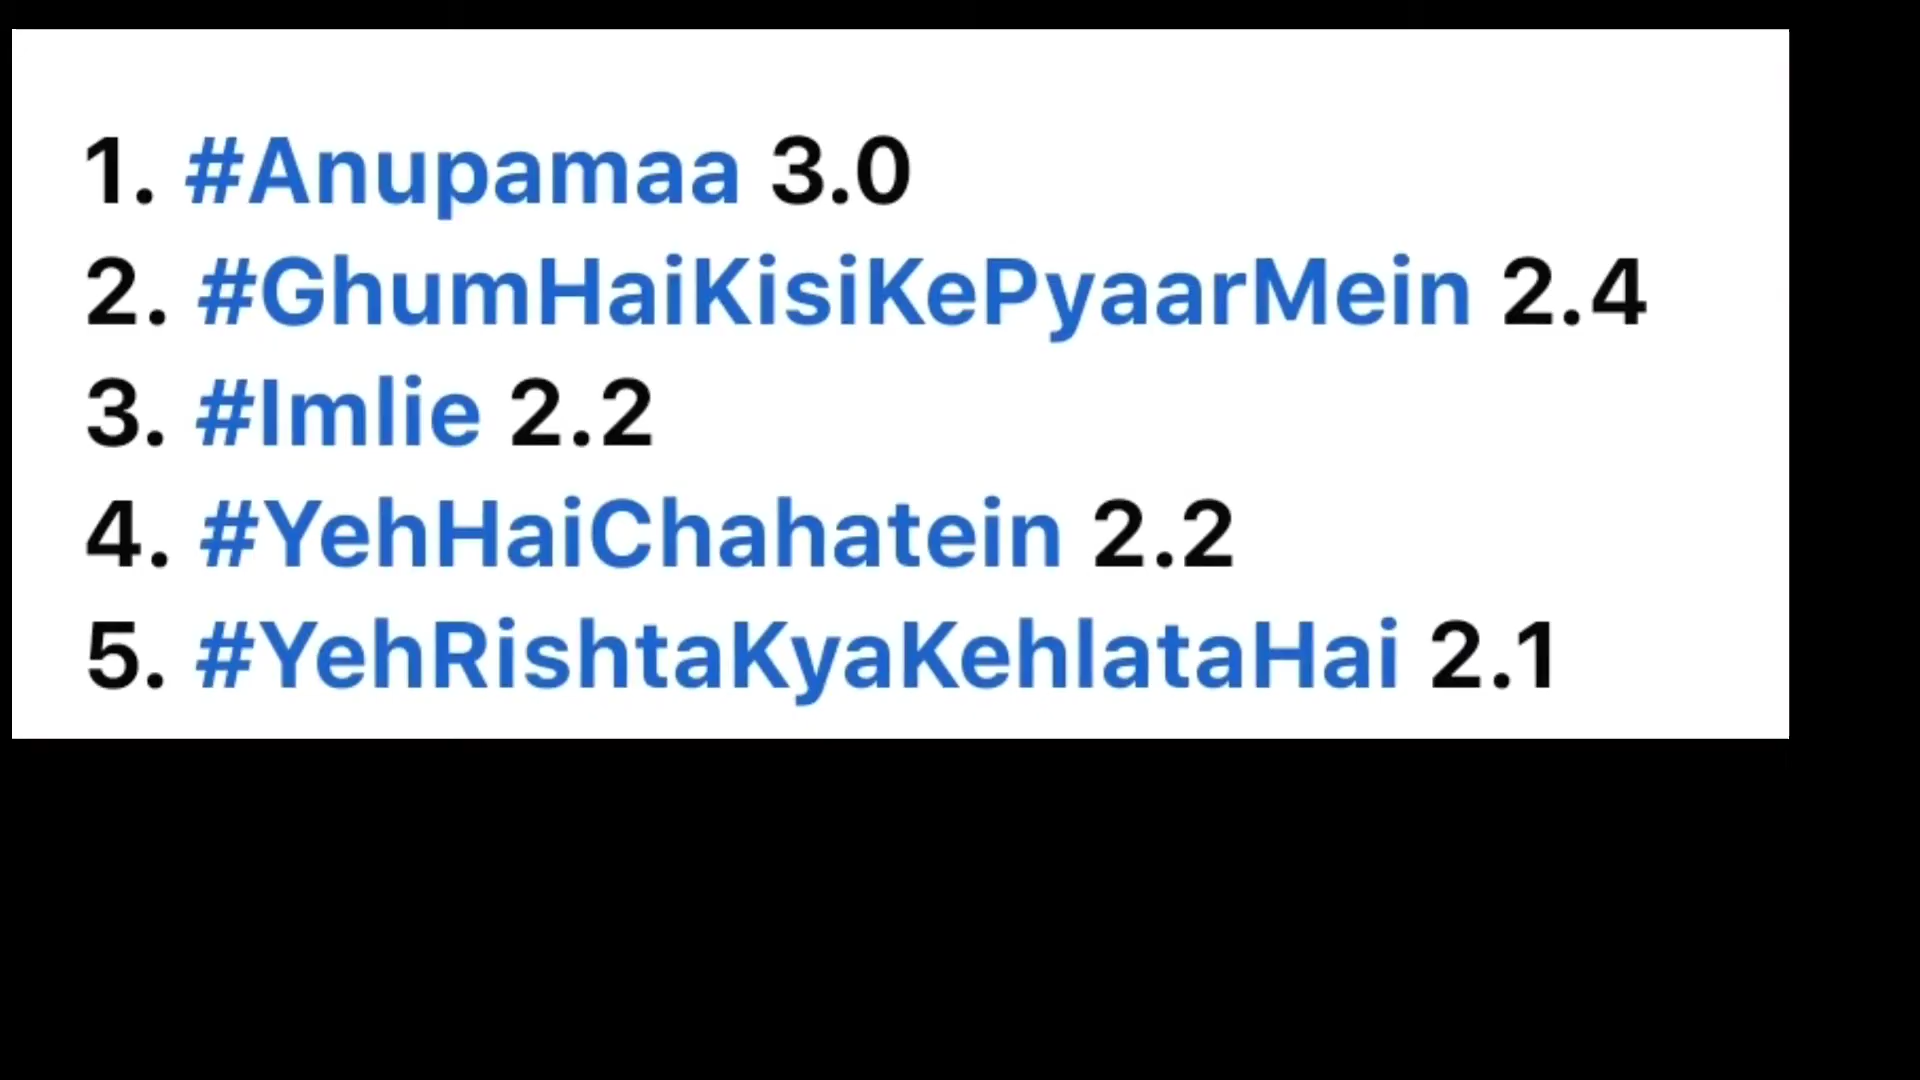 1. #Anupamaa 3.0
2. #GhumHaiKisiKePyaarMein 2.4
3. #Imlie 2.2
4. #YehHaiChahatein 2.2
5. #YehRishtaKyaKehlataHai 2.1